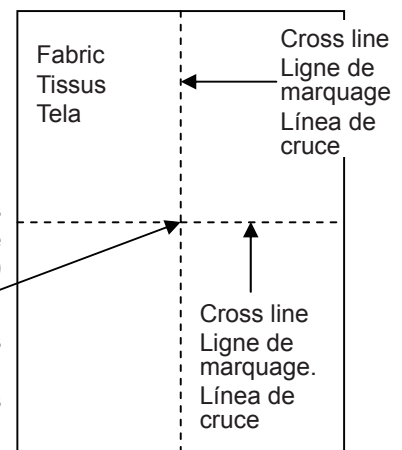 Fabric
Tissus
Tela
Cross line
Ligne de
marquage
Línea de
cruce
Cross line
Ligne de
marquage.
Línea de
cruce